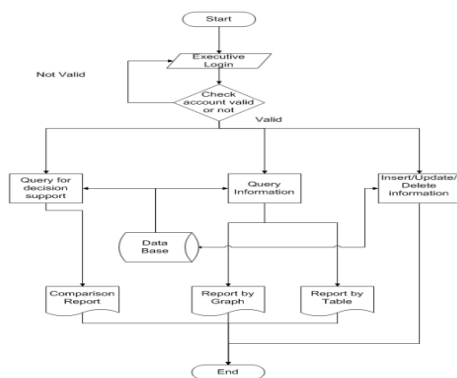 Start
Executive
Login
Not Valid
Check
account valid
or not
Valid
Query for
decision
support
Query
Information
Insert/Update/
Delete
information
Data
Base
Comparison
Report
Report by
Graph
Report by
Table
End